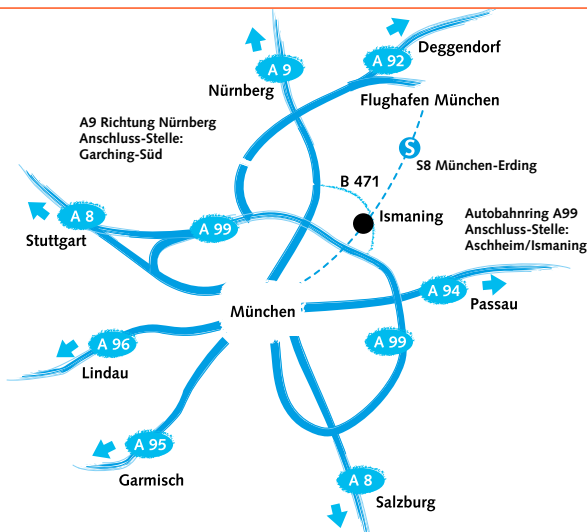 Deggendorf
A 92
A 9
Nürnberg
Flughafen München
A9 Richtung Nürnberg
Anschluss-Stelle:
Garching-Süd
S
S8 München-Erding
B 471
A 8
Stuttgart
A 99
Ismaning
Autobahnring A99
Anschluss-Stelle:
Aschheim/Ismaning
A 94
Passau
München
A 96
Lindau
A 99
A 95
Garmisch
A 8
Salzburg